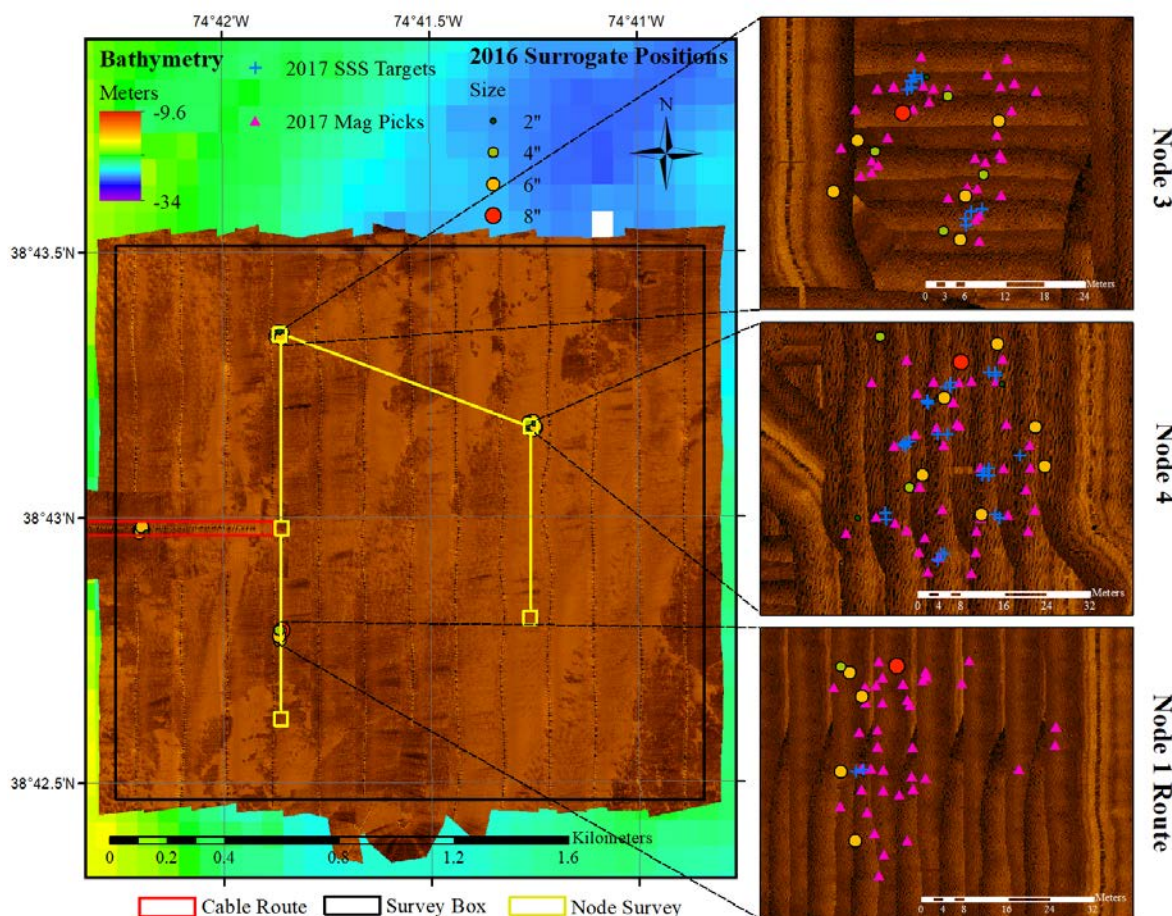 74°42'W
74°41.5'W
74°41'W
Bathymetry
Meters
-9.6
-34
2017 SSS Targets
2017 Mag Picks
2016 Surrogate Positions
Size
2"
4"
6"
8"
N
38°43.5'N
38°43'N
38°42.5'N
Kilometers
0 0.2 0.4 0.8 1.2 1.6
Cable Route
Survey Box
Node Survey
Node 3
Meters
0 3 6 12 18 24
Node 4
Meters
0 4 8 16 24 32
Node 1 Route
Meters
0 3 6 12 24 32